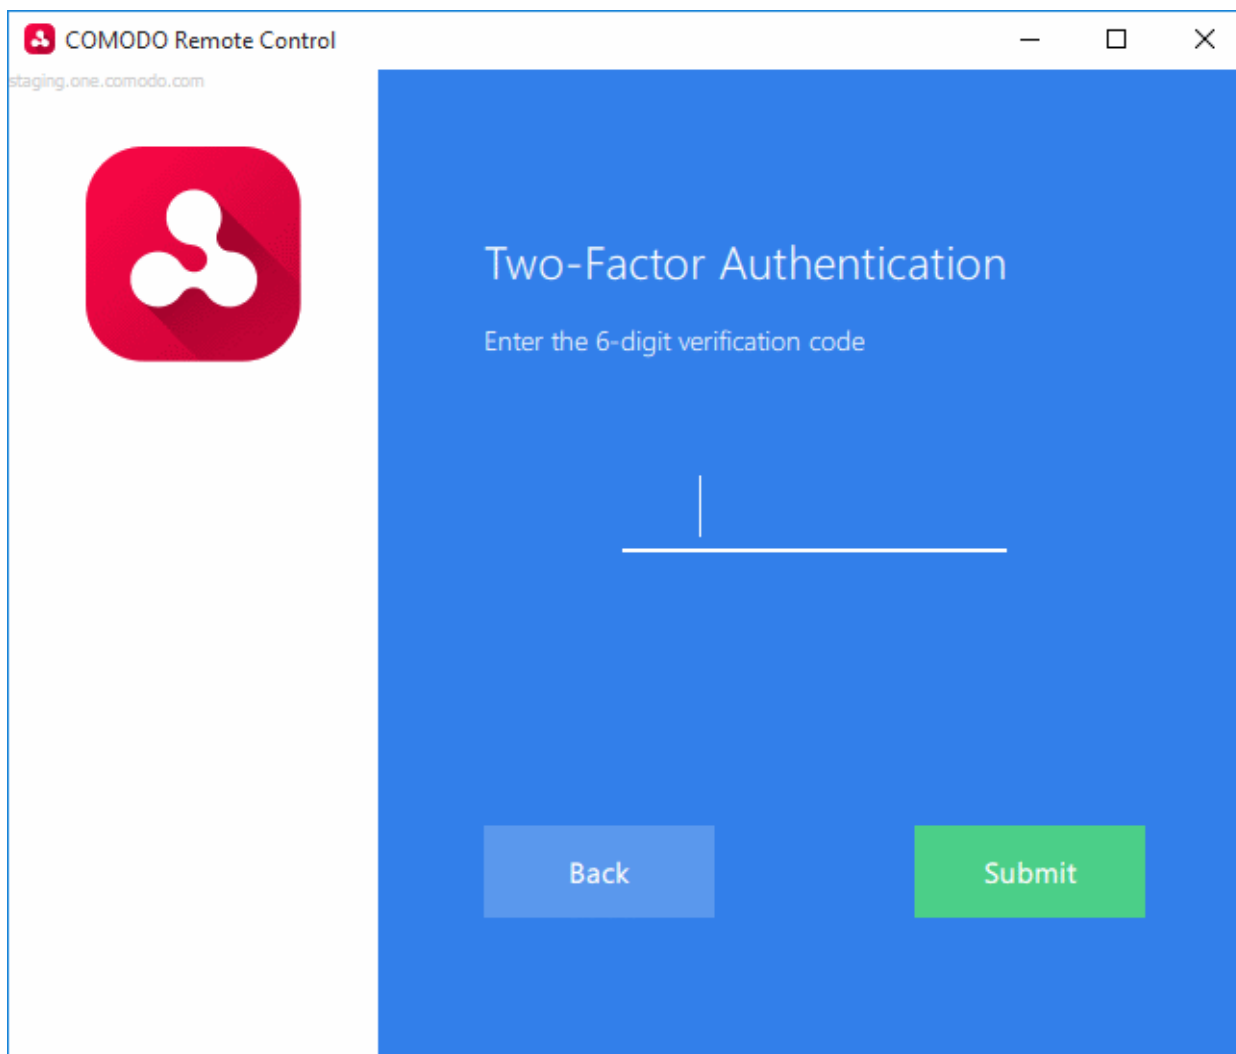 COMODO Remote Control
staging.one.comodo.com
Two-Factor Authentication
Enter the 6-digit verification code
Back
Submit